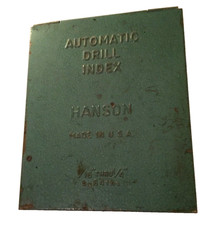 AUTOMATIC
DRILL
INDEX
HANSON
MADE IN U.S.A.